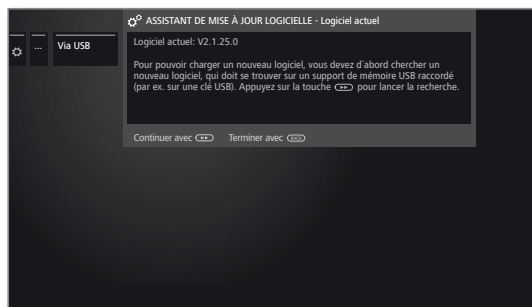 ASSISTANT DE MISE À JOUR LOGICIELLE - Logiciel actuel
... Via USB
Logiciel actuel: V2.1.25.0
Pour pouvoir charger un nouveau logiciel, vous devez d´abord chercher un
nouveau logiciel, qui doit se trouver sur un support de mémoire USB raccordé
(par ex. sur une clé USB). Appuyez sur la touche pour lancer la recherche.
Continuer avec Terminer avec BACK